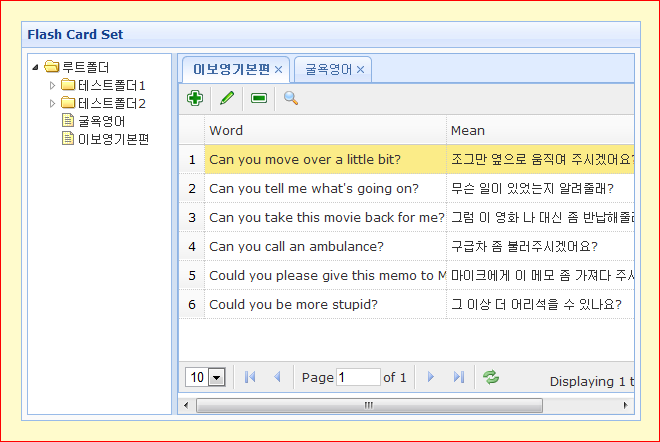 Flash Card Set
루트폴더
테스트폴더1
테스트폴더2
굴욕영어
이보영기본편
이보영기본편 굴욕영어
Word Mean
1 Can you move over a little bit? 조그만 옆으로 움직여 주시겠어요?
2 Can you tell me what's going on? 무슨 일이 있었는지 알려줄래?
3 Can you take this movie back for me? 그럼 이 영화 나 대신 좀 반납해줄래
4 Can you call an ambulance? 구급차 좀 불러주시겠어요?
5 Could you please give this memo to M 마이크에게 이 메모 좀 가져다 주시
6 Could you be more stupid? 그 이상 더 어리석을 수 있나요?
10 Page 1 of 1 Displaying 1 t